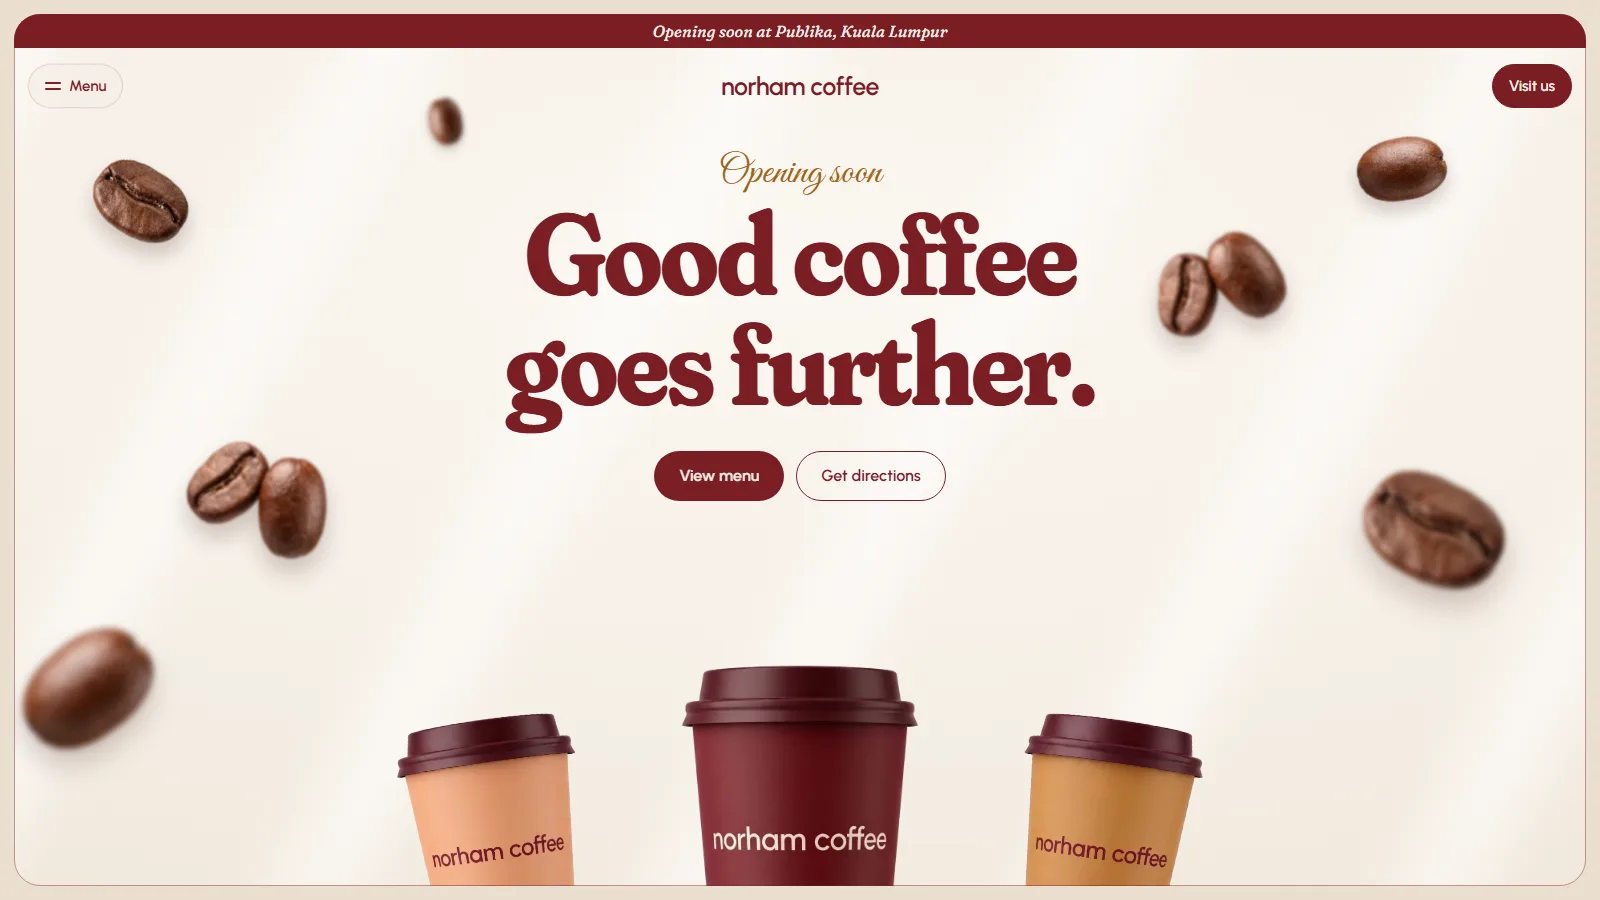 Opening soon at Publika, Kuala Lumpur
Menu
norham coffee
Visit us
Opening soon
Good coffee
goes further.
View menu
Get directions
norham coffee
norham coffee
norham coffee